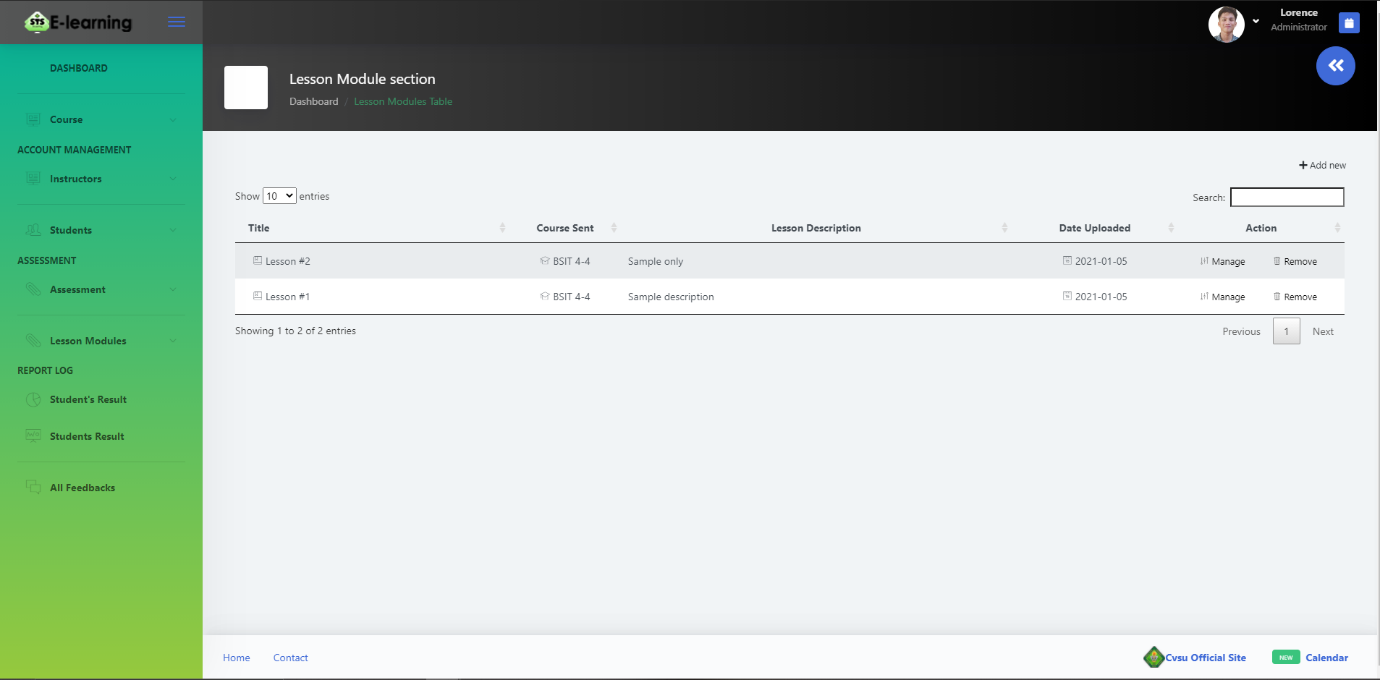 STS E-learning
Lorence
Administrator
DASHBOARD
Course
ACCOUNT MANAGEMENT
Instructors
Students
ASSESSMENT
Assessment
Lesson Modules
REPORT LOG
Student's Result
Students Result
All Feedbacks
Lesson Module section
Dashboard / Lesson Modules Table
+ Add new
Show 10 entries
Search:
Title Course Sent Lesson Description Date Uploaded Action
Lesson #2 BSIT 4-4 Sample only 2021-01-05 Manage Remove
Lesson #1 BSIT 4-4 Sample description 2021-01-05 Manage Remove
Showing 1 to 2 of 2 entries
Previous 1 Next
Home Contact
Cvsu Official Site NEW Calendar